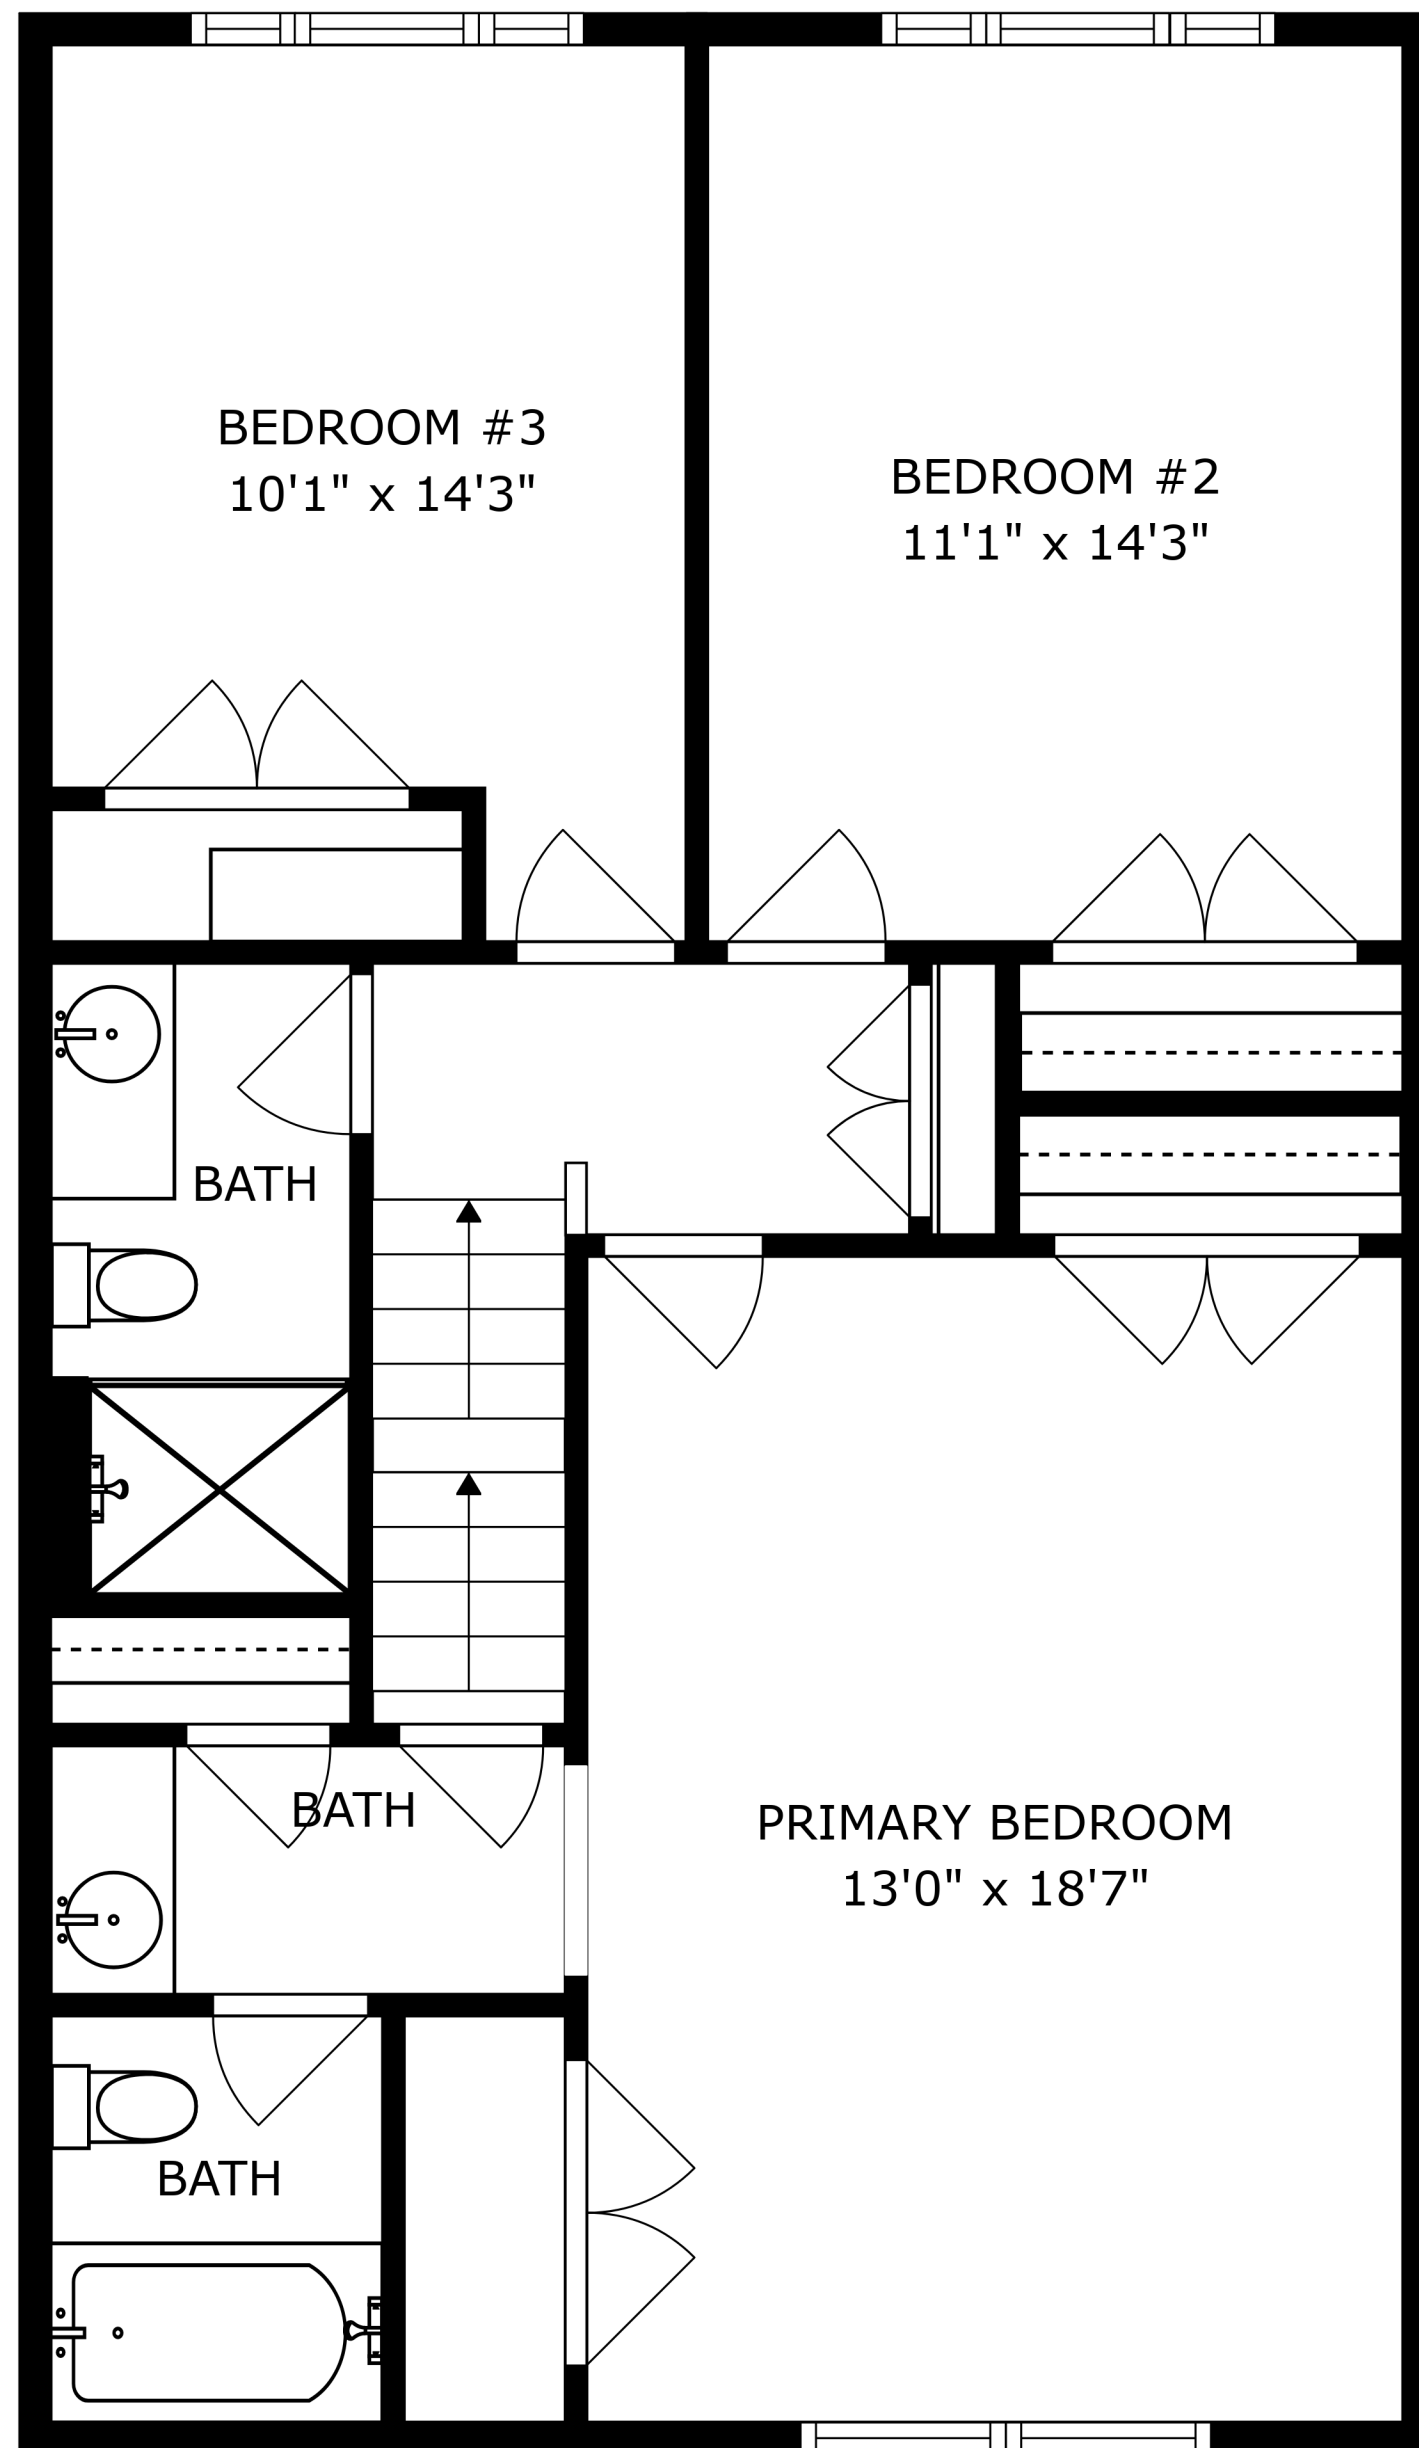 BEDROOM #3
10'1" x 14'3"
BEDROOM #2
11'1" x 14'3"
BATH
BATH
PRIMARY BEDROOM
13'0" x 18'7"
BATH